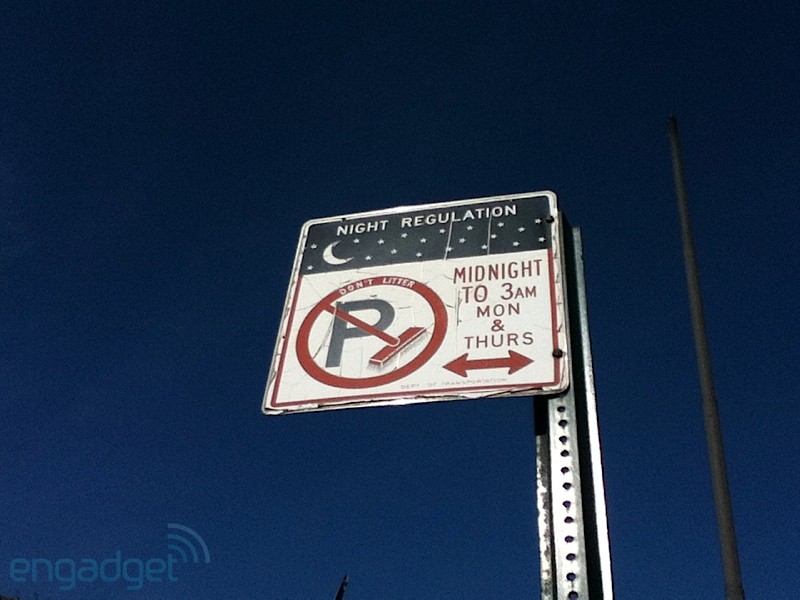 NIGHT REGULATION
DON'T LITTER
P
MIDNIGHT
TO 3AM
MON
&
THURS
DEPT OF TRANSPORTATION
engadget